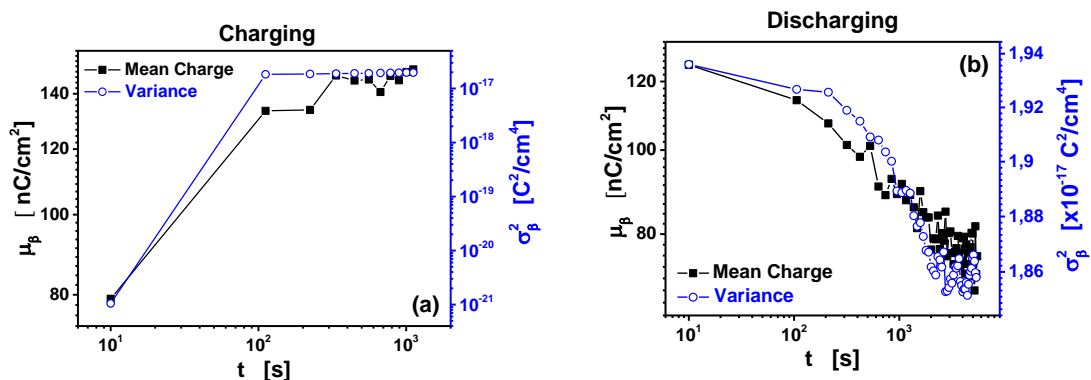 Charging
Mean Charge
Variance
(a)
μβ [ nC/cm²]
140
120
100
80
10⁻¹⁷
10⁻¹⁸
10⁻¹⁹
10⁻²⁰
10⁻²¹
σ²β [C²/cm⁴]
10¹
10²
10³
t [s]
Discharging
(b)
μβ [nC/cm²]
120
100
80
1,94
1,92
1,9
1,88
1,86
σ²β [x10⁻¹⁷ C²/cm⁴]
Mean Charge
Variance
10¹
10²
10³
t [s]